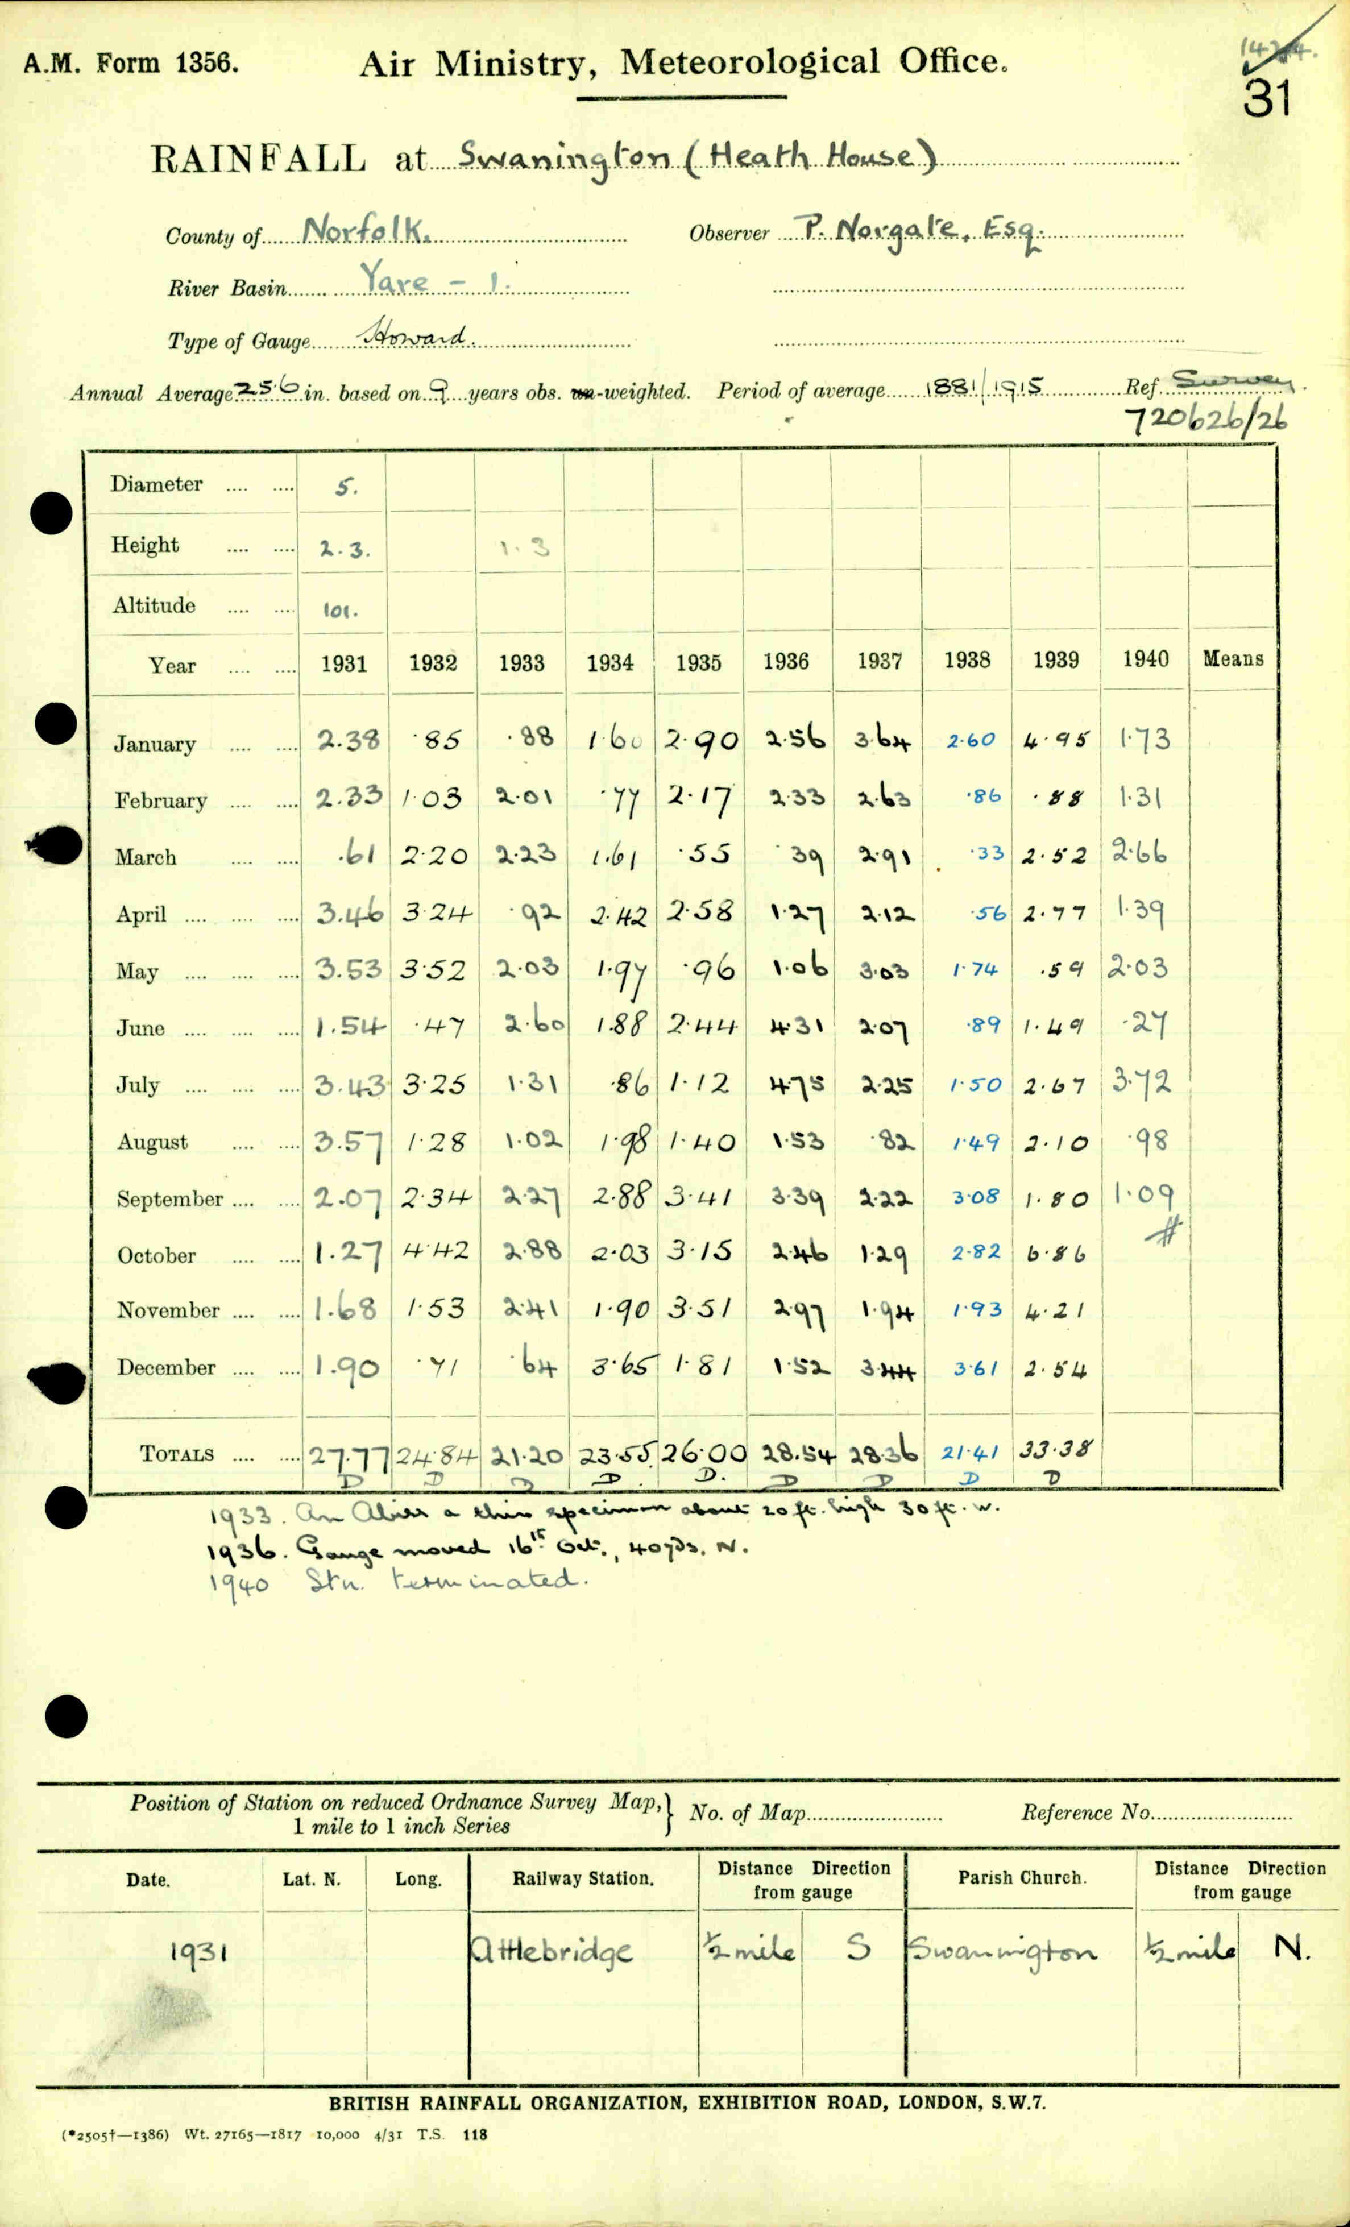 A.M. Form 1356.
Air Ministry, Meteorological Office.
31
RAINFALL at Swanington (Heath House)
County of Norfolk. Observer P. Norgate, Esq.
River Basin Yare - 1.
Type of Gauge Howard.
Annual Average 25.6 in. based on 9 years obs. un-weighted. Period of average 1881/1915 Ref. Survey
720626/26
Diameter .... .... 5.
Height .... .... 2.3. 1.3
Altitude .... .... 101.
Year .... .... 1931 1932 1933 1934 1935 1936 1937 1938 1939 1940 Means
January .... .... 2.38 .85 .88 1.60 2.90 2.56 3.64 2.60 4.95 1.73
February .... .... 2.33 1.03 2.01 .77 2.17 2.33 2.63 .86 .88 1.31
March .... .... .61 2.20 2.23 1.61 .55 .39 2.91 .33 2.52 2.66
April .... .... .... 3.46 3.24 .92 2.42 2.58 1.27 2.12 .56 2.77 1.39
May .... .... .... 3.53 3.52 2.03 1.97 .96 1.06 3.03 1.74 .59 2.03
June .... .... .... 1.54 .47 2.60 1.88 2.44 4.31 2.07 .89 1.49 .27
July .... .... .... 3.43 3.25 1.31 .86 1.12 4.75 2.25 1.50 2.67 3.72
August .... .... 3.57 1.28 1.02 1.98 1.40 1.53 .82 1.49 2.10 .98
September .... .... 2.07 2.34 2.27 2.88 3.41 3.39 2.22 3.08 1.80 1.09
October .... .... 1.27 4.42 2.88 2.03 3.15 2.46 1.29 2.82 6.86 #
November .... .... 1.68 1.53 2.41 1.90 3.51 2.97 1.94 1.93 4.21
December .... .... 1.90 .71 .64 3.65 1.81 1.52 3.44 3.61 2.54
TOTALS .... .... 27.77 24.84 21.20 23.55 26.00 28.54 28.36 21.41 33.38
D D D D D. D D D D
1933. An Abies a thin specimen about 20 ft. high 30 ft. W.
1936. Gauge moved 16th Oct., 40 yds. N.
1940 Stn. terminated.
Position of Station on reduced Ordnance Survey Map, } No. of Map Reference No.
1 mile to 1 inch Series
Date. Lat. N. Long. Railway Station. Distance Direction from gauge Parish Church. Distance Direction from gauge
1931 Attlebridge ½ mile S Swannington ½ mile N.
BRITISH RAINFALL ORGANIZATION, EXHIBITION ROAD, LONDON, S.W.7.
(*2505†—1386) Wt. 27165—1817 10,000 4/31 T.S. 118